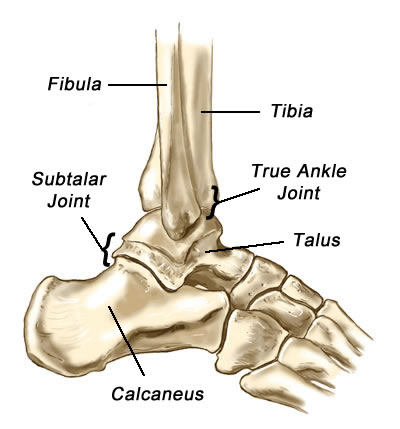 Fibula
Tibia
Subtalar
Joint
True Ankle
Joint
Talus
Calcaneus